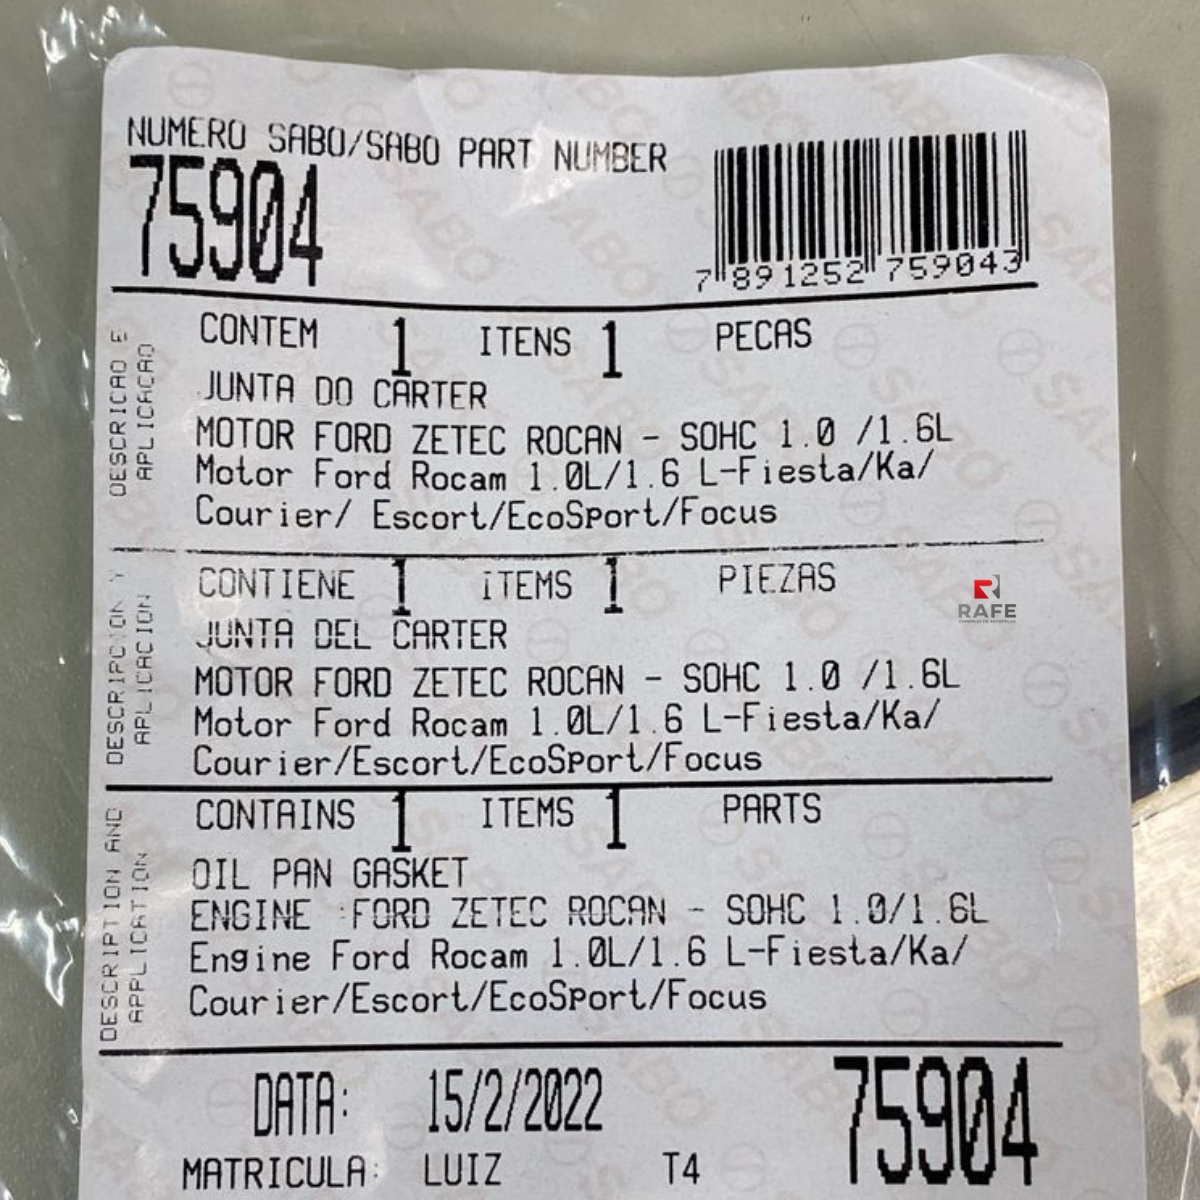 NUMERO SABO/SABO PART NUMBER
75904
7 891252 759043
DESCRICAO E
APLICACAO
CONTEM 1 ITENS 1 PECAS
JUNTA DO CARTER
MOTOR FORD ZETEC ROCAN - SOHC 1.0 /1.6L
Motor Ford Rocam 1.0L/1.6 L-Fiesta/Ka/
Courier/ Escort/EcoSport/Focus
DESCRIPCION Y
APLICACION
CONTIENE 1 iTEMS 1 PIEZAS
JUNTA DEL CARTER
MOTOR FORD ZETEC ROCAN - SOHC 1.0 /1.6L
Motor Ford Rocam 1.0L/1.6 L-Fiesta/Ka/
Courier/Escort/EcoSport/Focus
RAFE
DESCRIPTION AND
APPLICATION
CONTAINS 1 ITEMS 1 PARTS
OIL PAN GASKET
ENGINE :FORD ZETEC ROCAN - SOHC 1.0/1.6L
Engine Ford Rocam 1.0L/1.6 L-Fiesta/Ka/
Courier/Escort/EcoSport/Focus
DATA: 15/2/2022
75904
MATRICULA: LUIZ T4